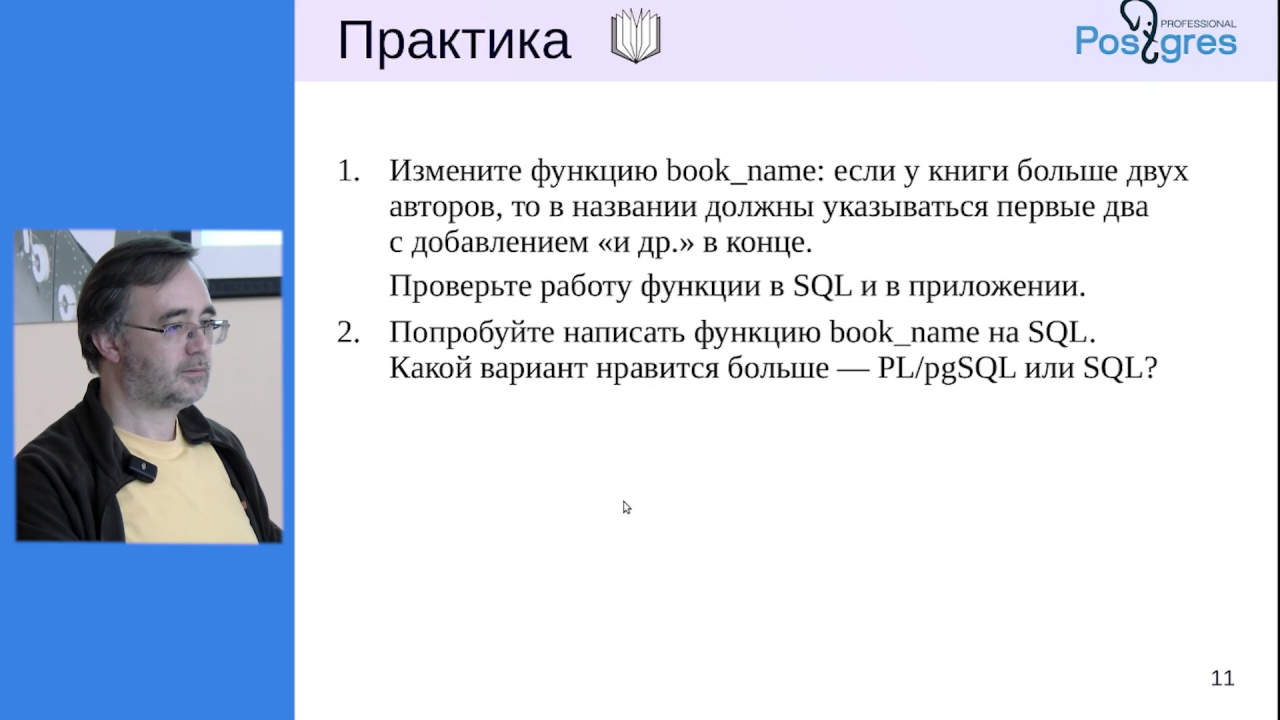 Практика
PROFESSIONAL
Postgres
1. Измените функцию book_name: если у книги больше двух
авторов, то в названии должны указываться первые два
с добавлением «и др.» в конце.
Проверьте работу функции в SQL и в приложении.
2. Попробуйте написать функцию book_name на SQL.
Какой вариант нравится больше — PL/pgSQL или SQL?
11